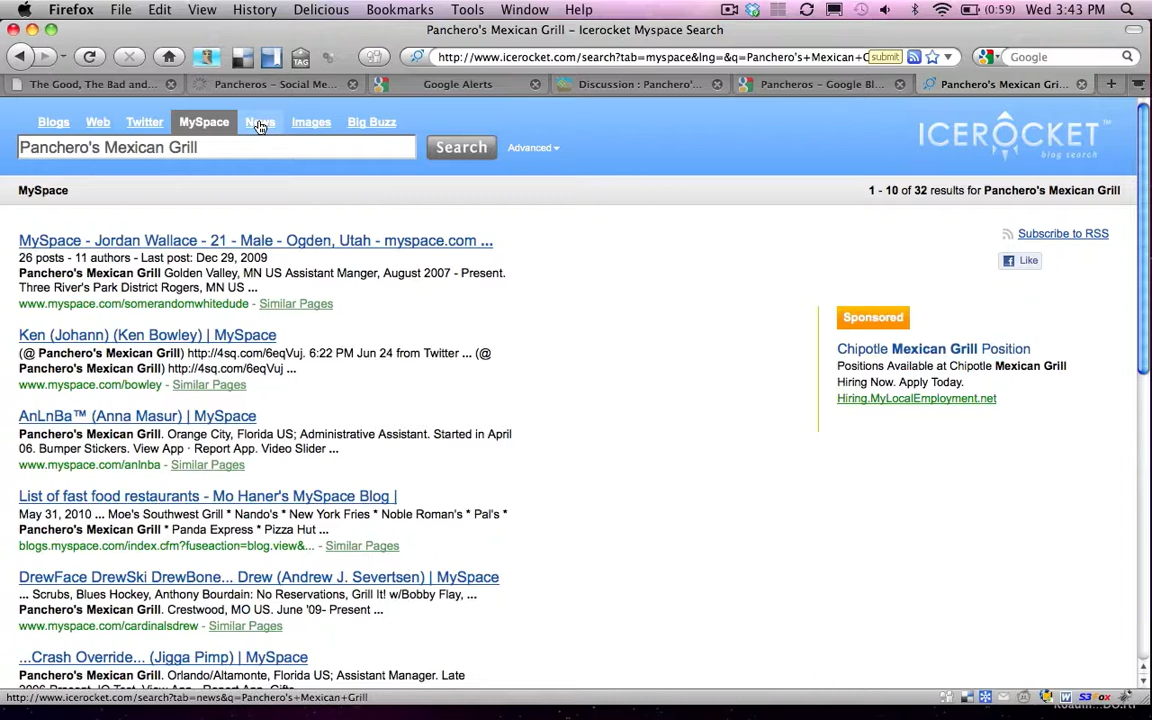 Firefox File Edit View History Delicious Bookmarks Tools Window Help (0:59) Wed 3:43 PM
Panchero's Mexican Grill – Icerocket Myspace Search
TAG http://www.icerocket.com/search?tab=myspace&lng=&q=Panchero's+Mexican+C submit Google
The Good, The Bad and... Pancheros - Social Me... Google Alerts Discussion : Panchero'... Pancheros – Google Bl... Panchero's Mexican Gri...
Blogs Web Twitter MySpace News Images Big Buzz
Panchero's Mexican Grill Search Advanced
ICEROCKET™
blog search
MySpace 1 - 10 of 32 results for Panchero's Mexican Grill
MySpace - Jordan Wallace - 21 - Male - Ogden, Utah - myspace.com ...
26 posts - 11 authors - Last post: Dec 29, 2009
Panchero's Mexican Grill Golden Valley, MN US Assistant Manger, August 2007 - Present.
Three River's Park District Rogers, MN US ...
www.myspace.com/somerandomwhitedude - Similar Pages
Ken (Johann) (Ken Bowley) | MySpace
(@ Panchero's Mexican Grill) http://4sq.com/6eqVuj. 6:22 PM Jun 24 from Twitter ... (@
Panchero's Mexican Grill) http://4sq.com/6eqVuj ...
www.myspace.com/bowley - Similar Pages
AnLnBa™ (Anna Masur) | MySpace
Panchero's Mexican Grill. Orange City, Florida US; Administrative Assistant. Started in April
06. Bumper Stickers. View App · Report App. Video Slider ...
www.myspace.com/anlnba - Similar Pages
List of fast food restaurants - Mo Haner's MySpace Blog |
May 31, 2010 ... Moe's Southwest Grill * Nando's * New York Fries * Noble Roman's * Pal's *
Panchero's Mexican Grill * Panda Express * Pizza Hut ...
blogs.myspace.com/index.cfm?fuseaction=blog.view&... - Similar Pages
DrewFace DrewSki DrewBone... Drew (Andrew J. Severtsen) | MySpace
... Scrubs, Blues Hockey, Anthony Bourdain: No Reservations, Grill It! w/Bobby Flay, ...
Panchero's Mexican Grill. Crestwood, MO US. June '09- Present ...
www.myspace.com/cardinalsdrew - Similar Pages
...Crash Override... (Jigga Pimp) | MySpace
Panchero's Mexican Grill. Orlando/Altamonte, Florida US; Assistant Manager. Late
Subscribe to RSS
Like
Sponsored
Chipotle Mexican Grill Position
Positions Available at Chipotle Mexican Grill
Hiring Now. Apply Today.
Hiring.MyLocalEmployment.net
http://www.icerocket.com/search?tab=news&q=Panchero's+Mexican+Grill S3Fox